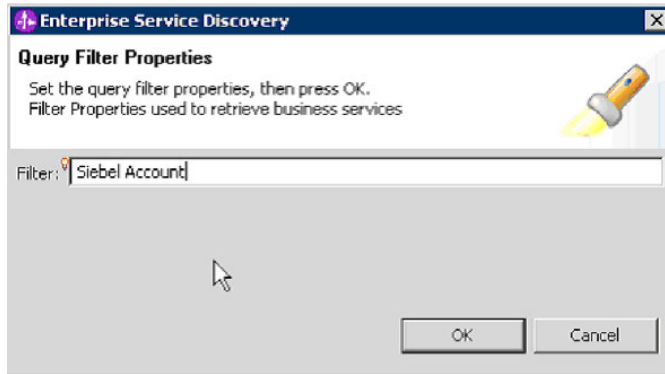 Enterprise Service Discovery
Query Filter Properties
Set the query filter properties, then press OK.
Filter Properties used to retrieve business services
Filter: Siebel Account
OK Cancel